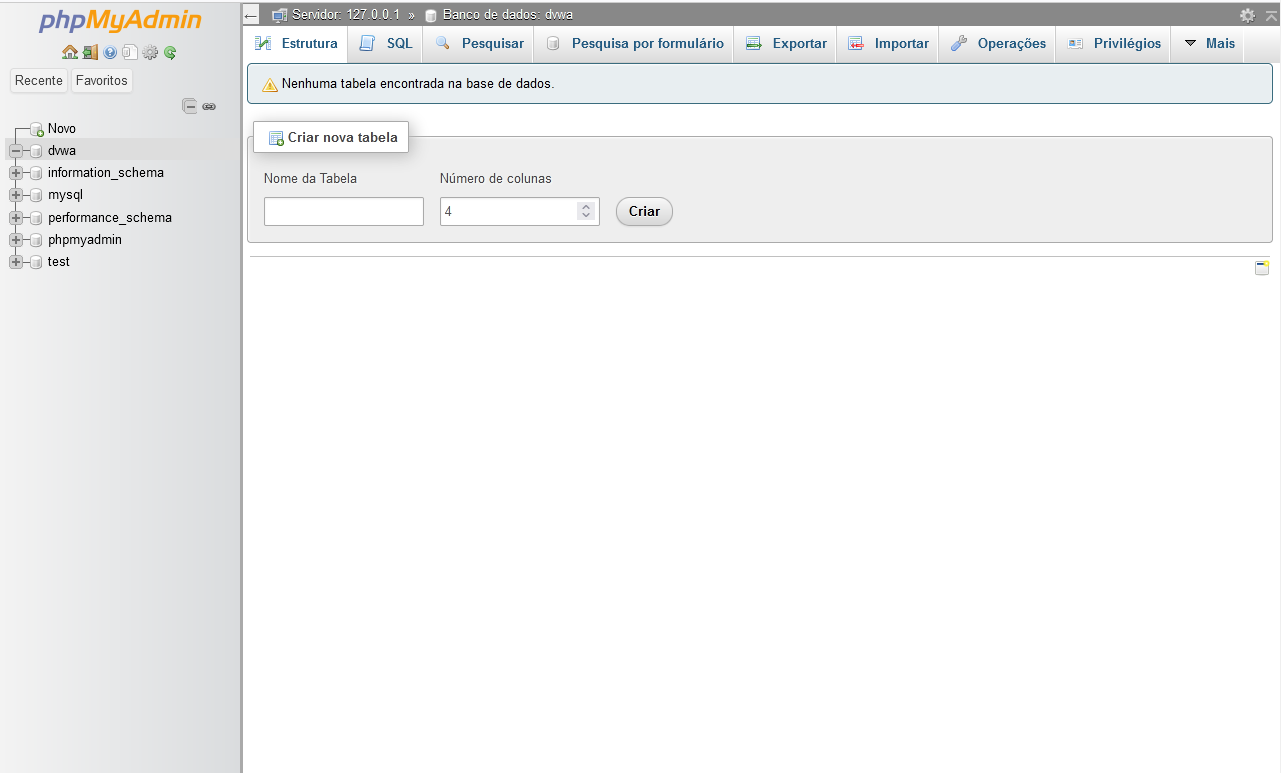 phpMyAdmin
Recente Favoritos
Novo
dvwa
information_schema
mysql
performance_schema
phpmyadmin
test
Servidor: 127.0.0.1 » Banco de dados: dvwa
Estrutura SQL Pesquisar Pesquisa por formulário Exportar Importar Operações Privilégios Mais
Nenhuma tabela encontrada na base de dados.
Criar nova tabela
Nome da Tabela Número de colunas
4 Criar